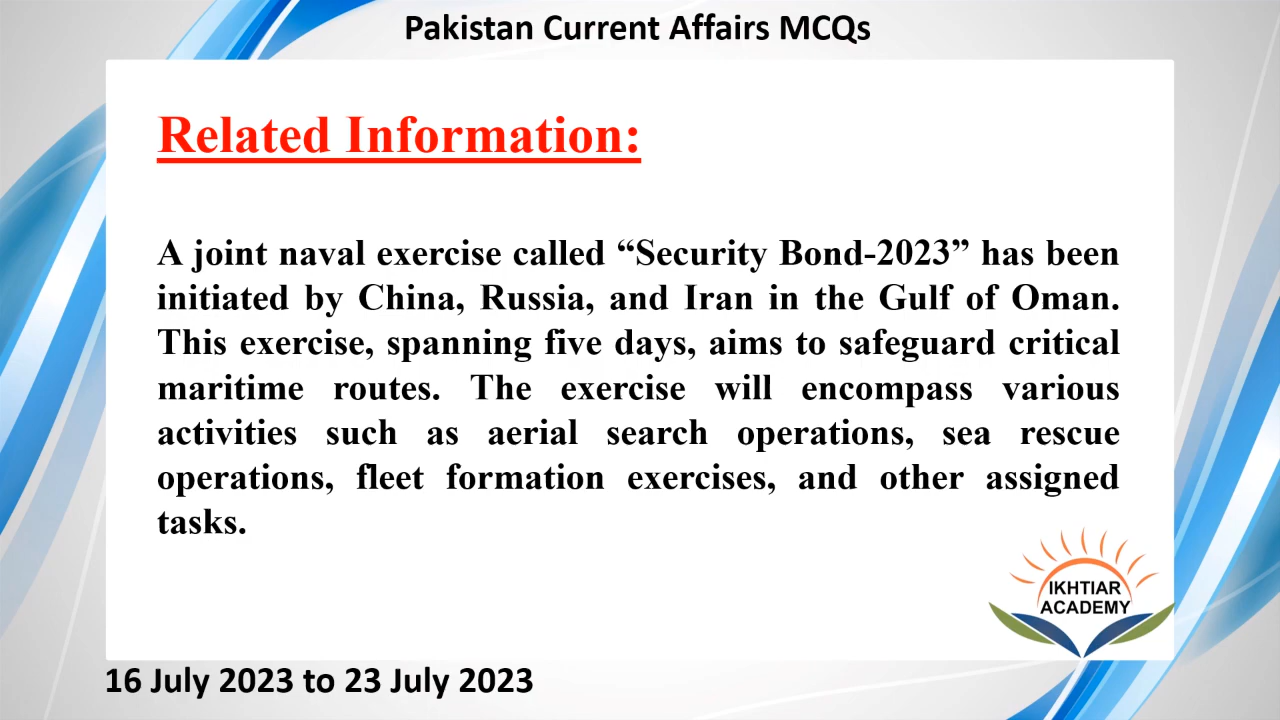 Pakistan Current Affairs MCQs
Related Information:
A joint naval exercise called “Security Bond-2023” has been
initiated by China, Russia, and Iran in the Gulf of Oman.
This exercise, spanning five days, aims to safeguard critical
maritime routes. The exercise will encompass various
activities such as aerial search operations, sea rescue
operations, fleet formation exercises, and other assigned
tasks.
IKHTIAR
ACADEMY
16 July 2023 to 23 July 2023